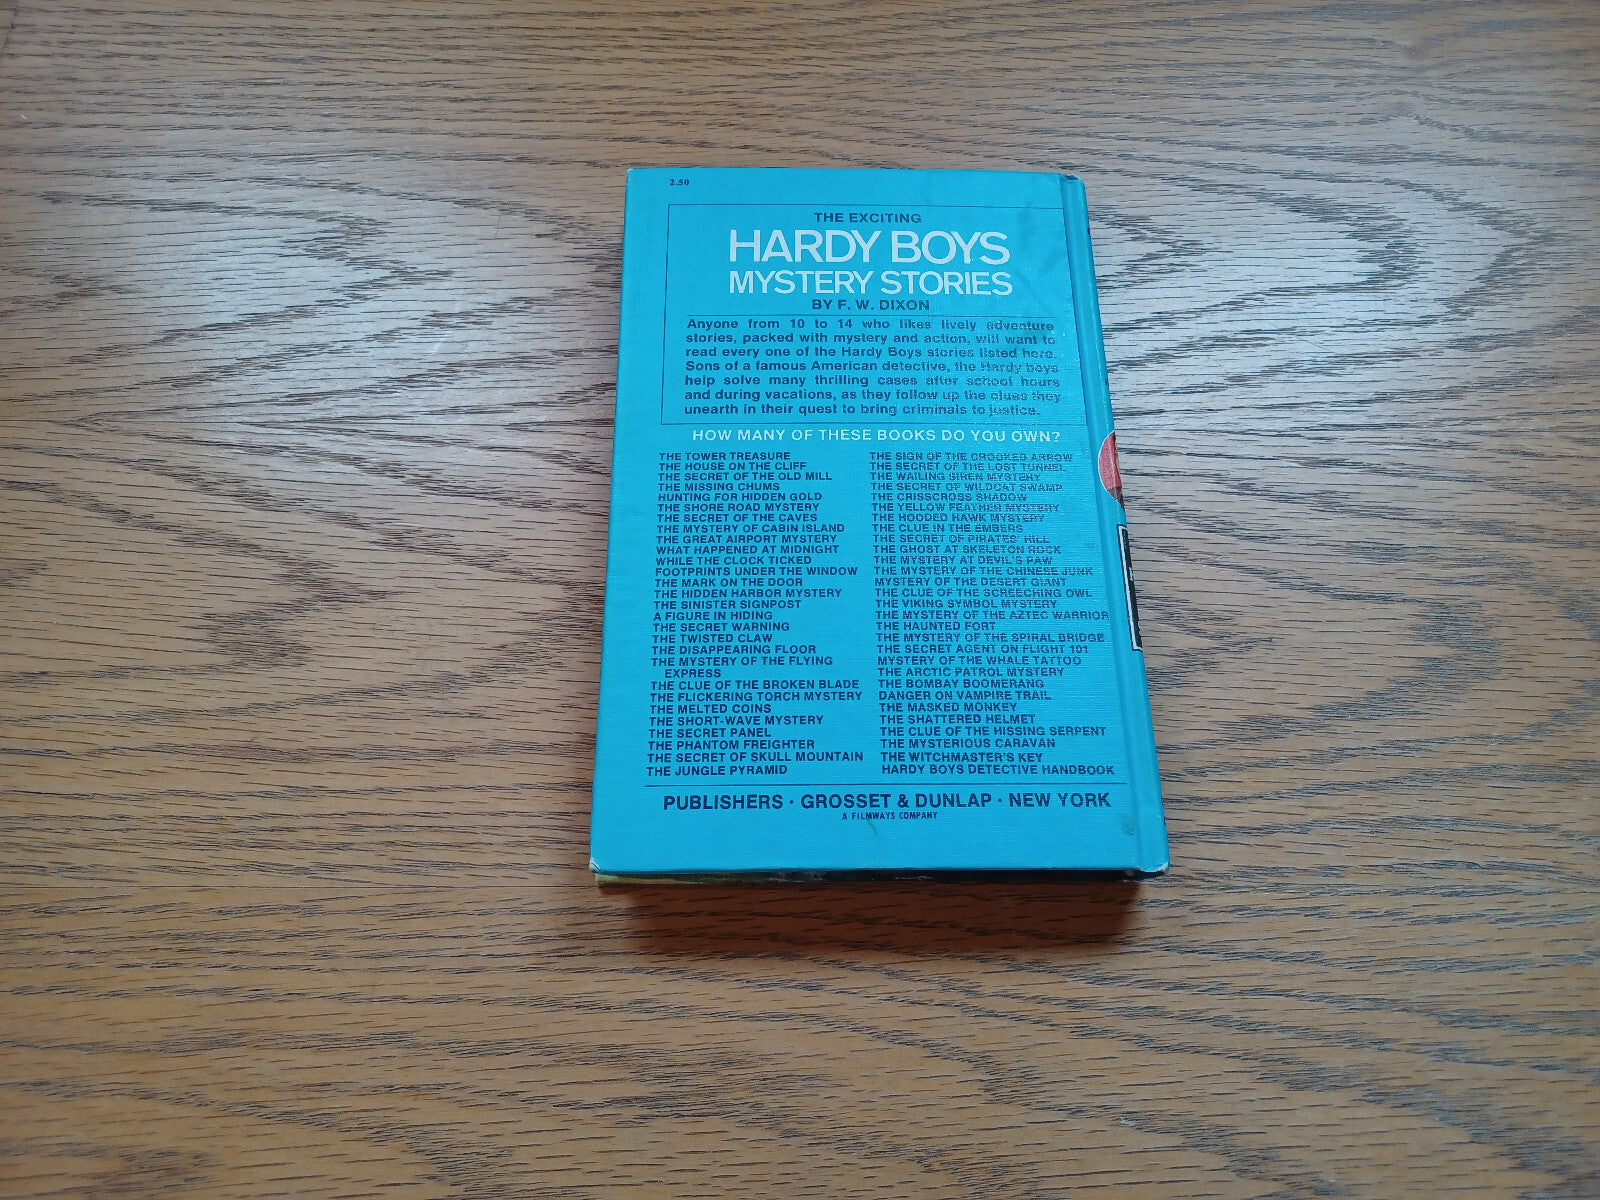 2.50
THE EXCITING
HARDY BOYS
MYSTERY STORIES
BY F. W. DIXON
Anyone from 10 to 14 who likes lively adventure
stories, packed with mystery and action, will want to
read every one of the Hardy Boys stories listed here.
Sons of a famous American detective, the Hardy boys
help solve many thrilling cases after school hours
and during vacations, as they follow up the clues they
unearth in their quest to bring criminals to justice.
HOW MANY OF THESE BOOKS DO YOU OWN?
THE TOWER TREASURE
THE HOUSE ON THE CLIFF
THE SECRET OF THE OLD MILL
THE MISSING CHUMS
HUNTING FOR HIDDEN GOLD
THE SHORE ROAD MYSTERY
THE SECRET OF THE CAVES
THE MYSTERY OF CABIN ISLAND
THE GREAT AIRPORT MYSTERY
WHAT HAPPENED AT MIDNIGHT
WHILE THE CLOCK TICKED
FOOTPRINTS UNDER THE WINDOW
THE MARK ON THE DOOR
THE HIDDEN HARBOR MYSTERY
THE SINISTER SIGNPOST
A FIGURE IN HIDING
THE SECRET WARNING
THE TWISTED CLAW
THE DISAPPEARING FLOOR
THE MYSTERY OF THE FLYING
EXPRESS
THE CLUE OF THE BROKEN BLADE
THE FLICKERING TORCH MYSTERY
THE MELTED COINS
THE SHORT-WAVE MYSTERY
THE SECRET PANEL
THE PHANTOM FREIGHTER
THE SECRET OF SKULL MOUNTAIN
THE JUNGLE PYRAMID
THE SIGN OF THE CROOKED ARROW
THE SECRET OF THE LOST TUNNEL
THE WAILING SIREN MYSTERY
THE SECRET OF WILDCAT SWAMP
THE CRISSCROSS SHADOW
THE YELLOW FEATHER MYSTERY
THE HOODED HAWK MYSTERY
THE CLUE IN THE EMBERS
THE SECRET OF PIRATES' HILL
THE GHOST AT SKELETON ROCK
THE MYSTERY AT DEVIL'S PAW
THE MYSTERY OF THE CHINESE JUNK
MYSTERY OF THE DESERT GIANT
THE CLUE OF THE SCREECHING OWL
THE VIKING SYMBOL MYSTERY
THE MYSTERY OF THE AZTEC WARRIOR
THE HAUNTED FORT
THE MYSTERY OF THE SPIRAL BRIDGE
THE SECRET AGENT ON FLIGHT 101
MYSTERY OF THE WHALE TATTOO
THE ARCTIC PATROL MYSTERY
THE BOMBAY BOOMERANG
DANGER ON VAMPIRE TRAIL
THE MASKED MONKEY
THE SHATTERED HELMET
THE CLUE OF THE HISSING SERPENT
THE MYSTERIOUS CARAVAN
THE WITCHMASTER'S KEY
HARDY BOYS DETECTIVE HANDBOOK
PUBLISHERS · GROSSET & DUNLAP · NEW YORK
A FILMWAYS COMPANY